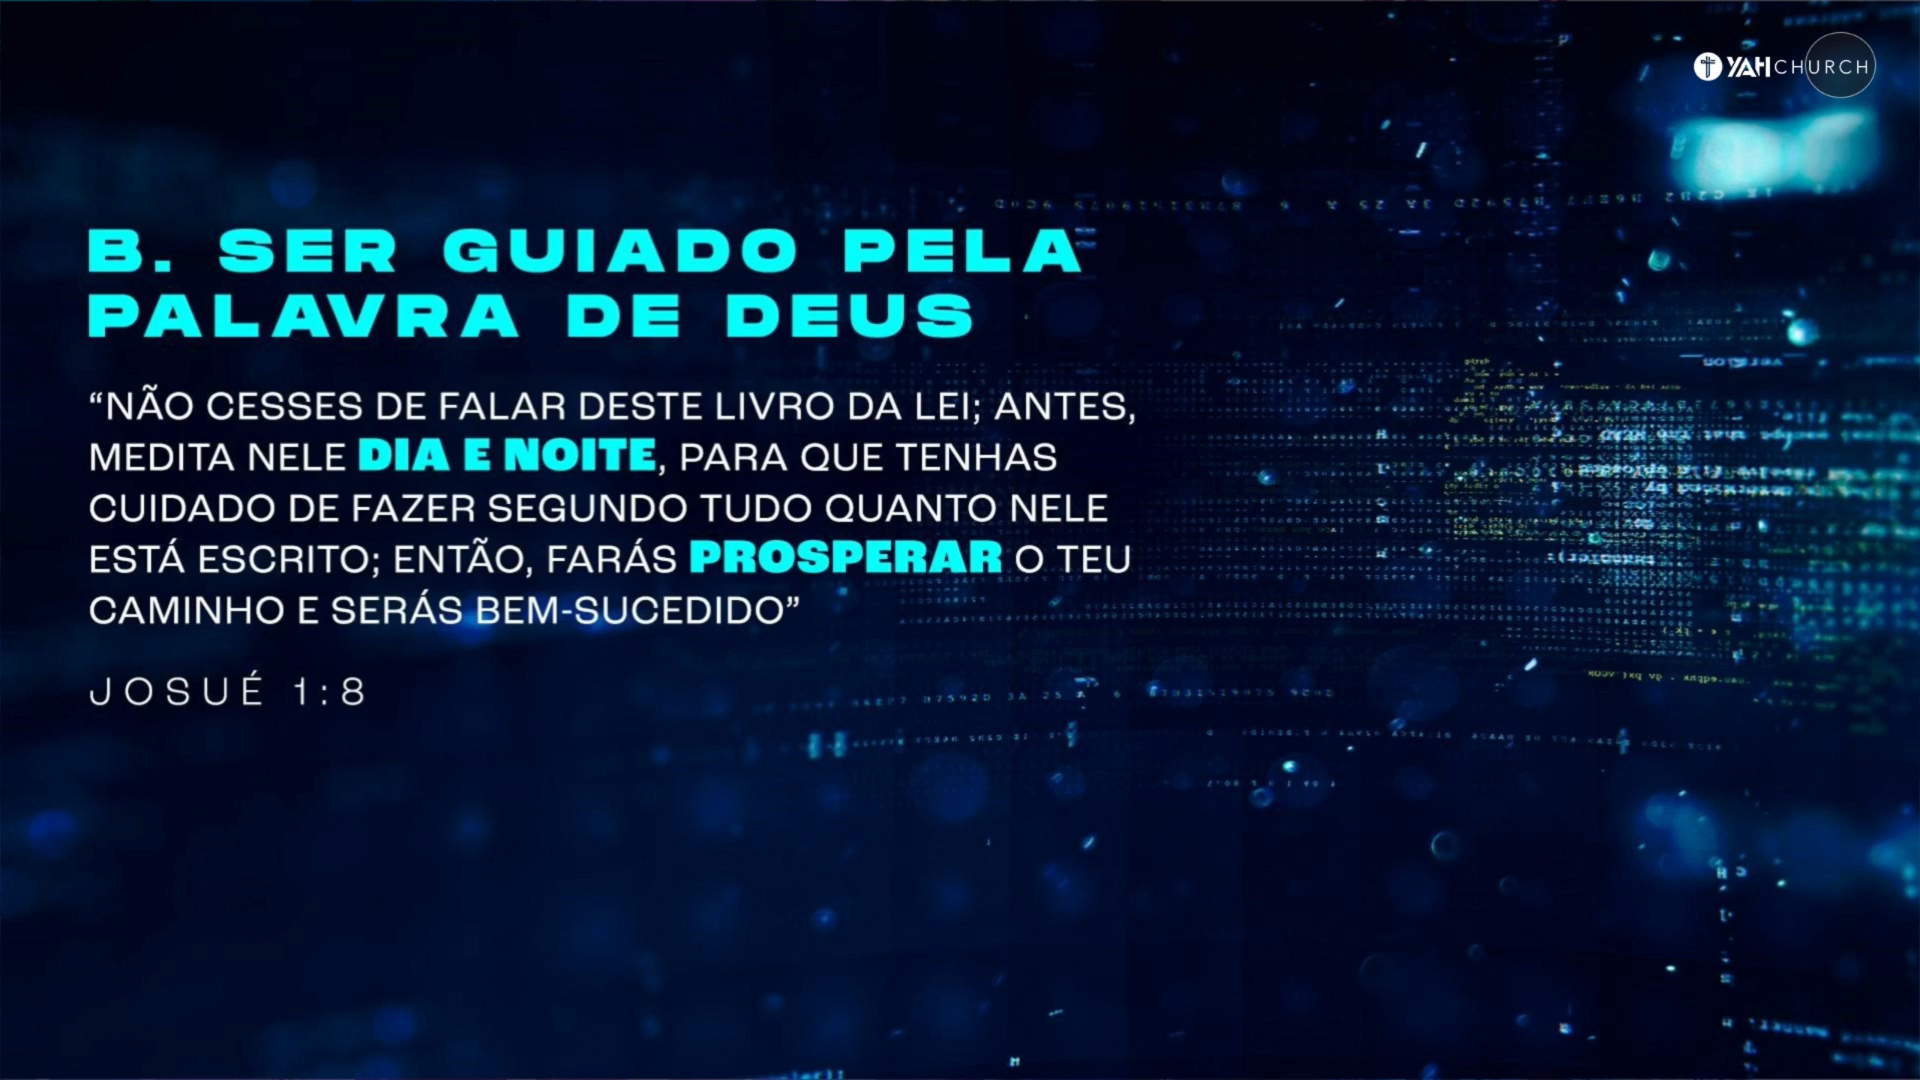 YAH CHURCH
B. SER GUIADO PELA
PALAVRA DE DEUS
“NÃO CESSES DE FALAR DESTE LIVRO DA LEI; ANTES,
MEDITA NELE DIA E NOITE, PARA QUE TENHAS
CUIDADO DE FAZER SEGUNDO TUDO QUANTO NELE
ESTÁ ESCRITO; ENTÃO, FARÁS PROSPERAR O TEU
CAMINHO E SERÁS BEM-SUCEDIDO”
JOSUÉ 1:8